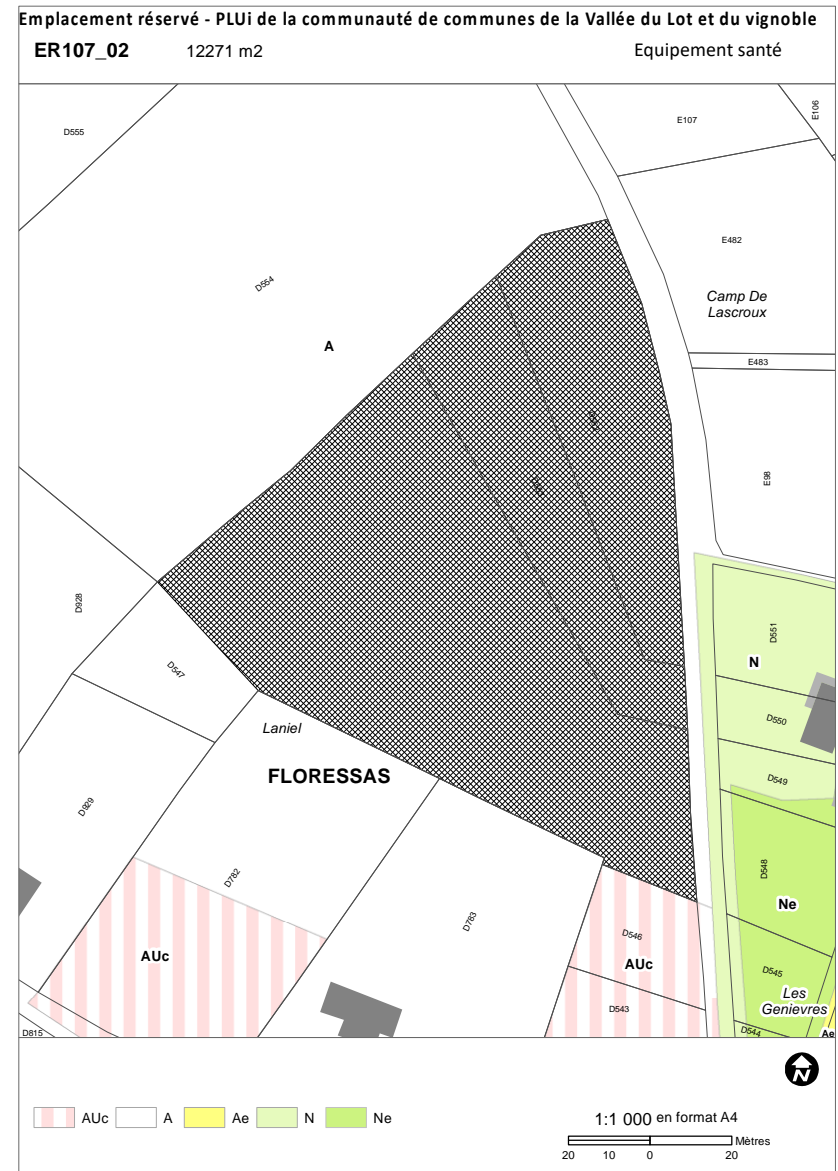 Emplacement réservé - PLUi de la communauté de communes de la Vallée du Lot et du vignoble
ER107_02 12271 m2 Equipement santé
D555
E107
E106
E482
D554
Camp De
Lascroux
A
E483
E98
D928
D551
N
D547
D550
Laniel
FLORESSAS
D549
D929
D782
D548
Ne
D783
D546
AUc
AUc
D545
Les
Genievres
D543
D815
D544
Ae
N
AUc A Ae N Ne
1:1 000 en format A4
Mètres
20 10 0 20